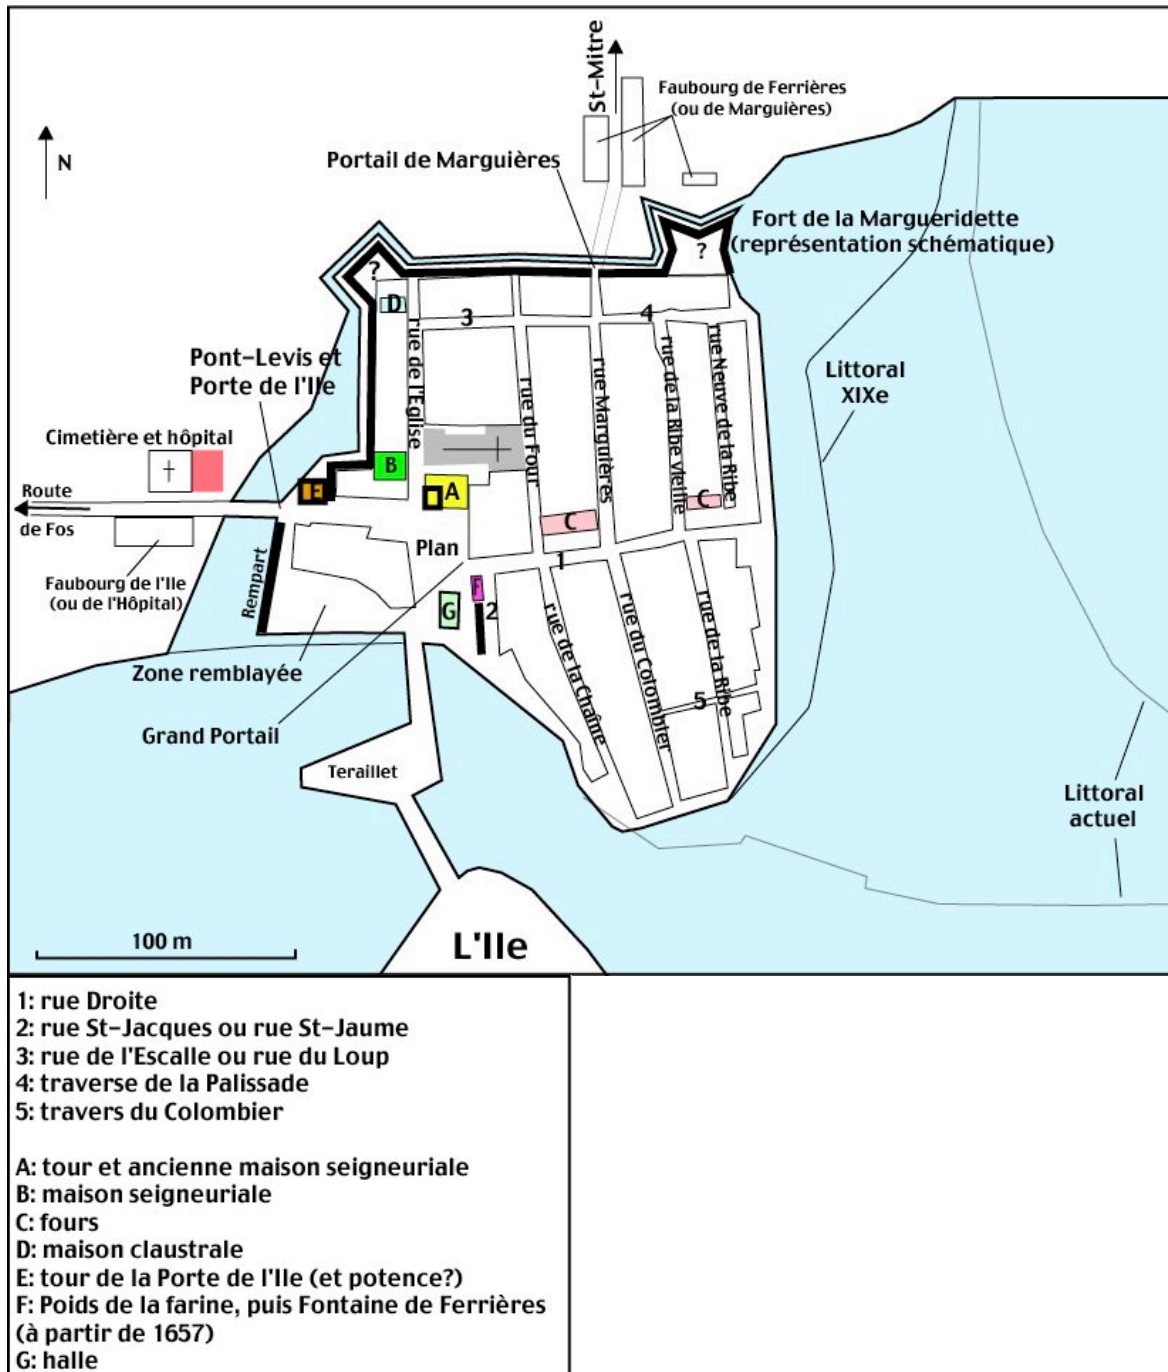 St-Mitre
Faubourg de Ferrières
(ou de Marguières)
N
Portail de Marguières
Fort de la Margueridette
(représentation schématique)
?
?
D
3
4
rue de l'Eglise
rue du Four
rue Marguières
rue de la Ribe vieille
rue Neuve de la Ribe
Pont-Levis et
Porte de l'Ile
Littoral
XIXe
Cimetière et hôpital
B
E
A
C
C
Route
de Fos
Plan
1
Faubourg de l'Ile
(ou de l'Hôpital)
Rempart
F
G
2
rue de la Chaîne
rue du Colombier
rue de la Ribe
5
Zone remblayée
Grand Portail
Teraillet
Littoral
actuel
100 m
L'Ile
1: rue Droite
2: rue St-Jacques ou rue St-Jaume
3: rue de l'Escalle ou rue du Loup
4: traverse de la Palissade
5: travers du Colombier
A: tour et ancienne maison seigneuriale
B: maison seigneuriale
C: fours
D: maison claustrale
E: tour de la Porte de l'Ile (et potence?)
F: Poids de la farine, puis Fontaine de Ferrières
(à partir de 1657)
G: halle